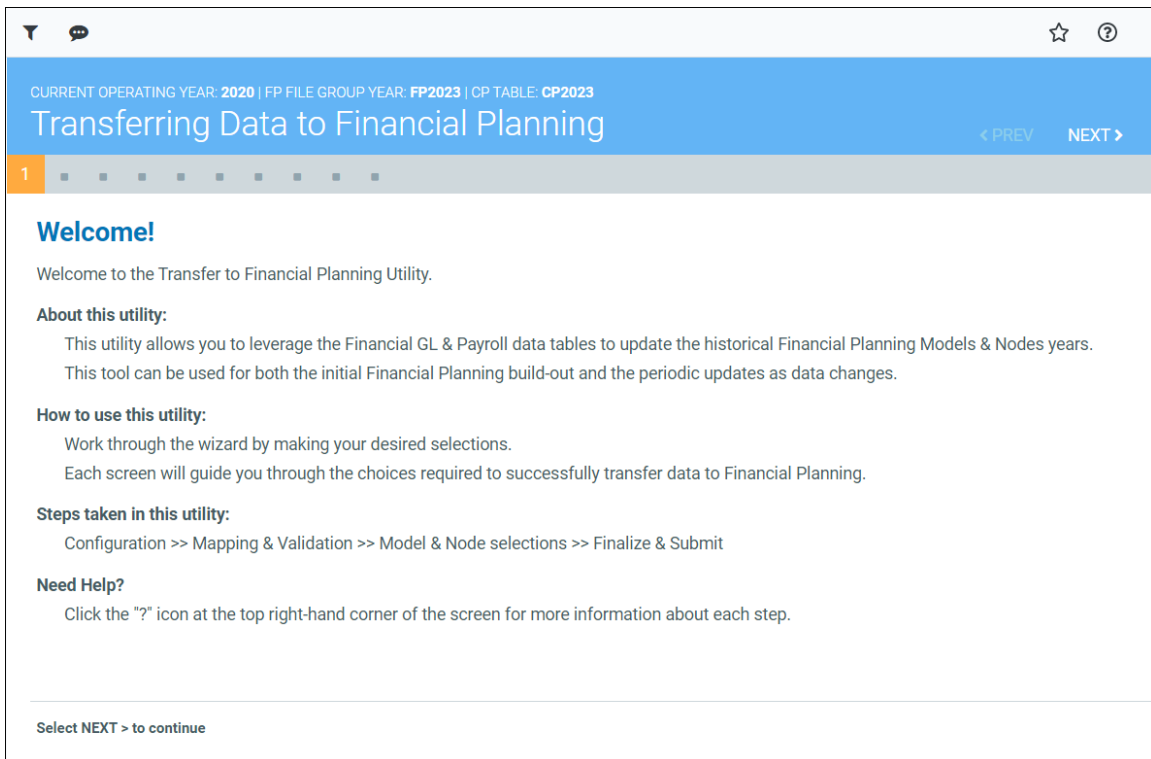 CURRENT OPERATING YEAR: 2020 | FP FILE GROUP YEAR: FP2023 | CP TABLE: CP2023
Transferring Data to Financial Planning
< PREV NEXT >
1
Welcome!
Welcome to the Transfer to Financial Planning Utility.
About this utility:
This utility allows you to leverage the Financial GL & Payroll data tables to update the historical Financial Planning Models & Nodes years.
This tool can be used for both the initial Financial Planning build-out and the periodic updates as data changes.
How to use this utility:
Work through the wizard by making your desired selections.
Each screen will guide you through the choices required to successfully transfer data to Financial Planning.
Steps taken in this utility:
Configuration >> Mapping & Validation >> Model & Node selections >> Finalize & Submit
Need Help?
Click the "?" icon at the top right-hand corner of the screen for more information about each step.
Select NEXT > to continue